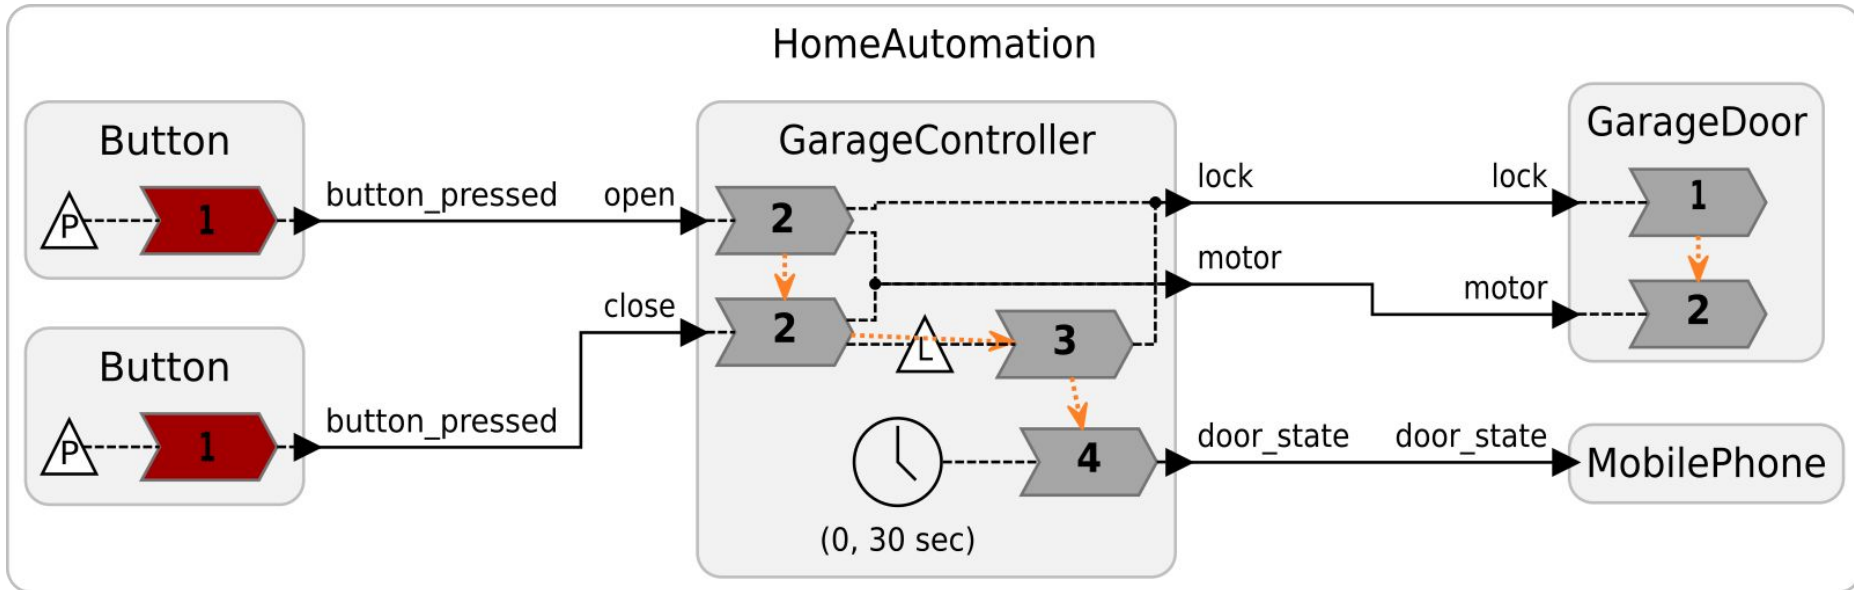 HomeAutomation
Button
P
1
button_pressed
Button
P
1
button_pressed
GarageController
open
2
close
2
L
3
4
(0, 30 sec)
lock
motor
door_state
GarageDoor
lock
1
motor
2
door_state
MobilePhone